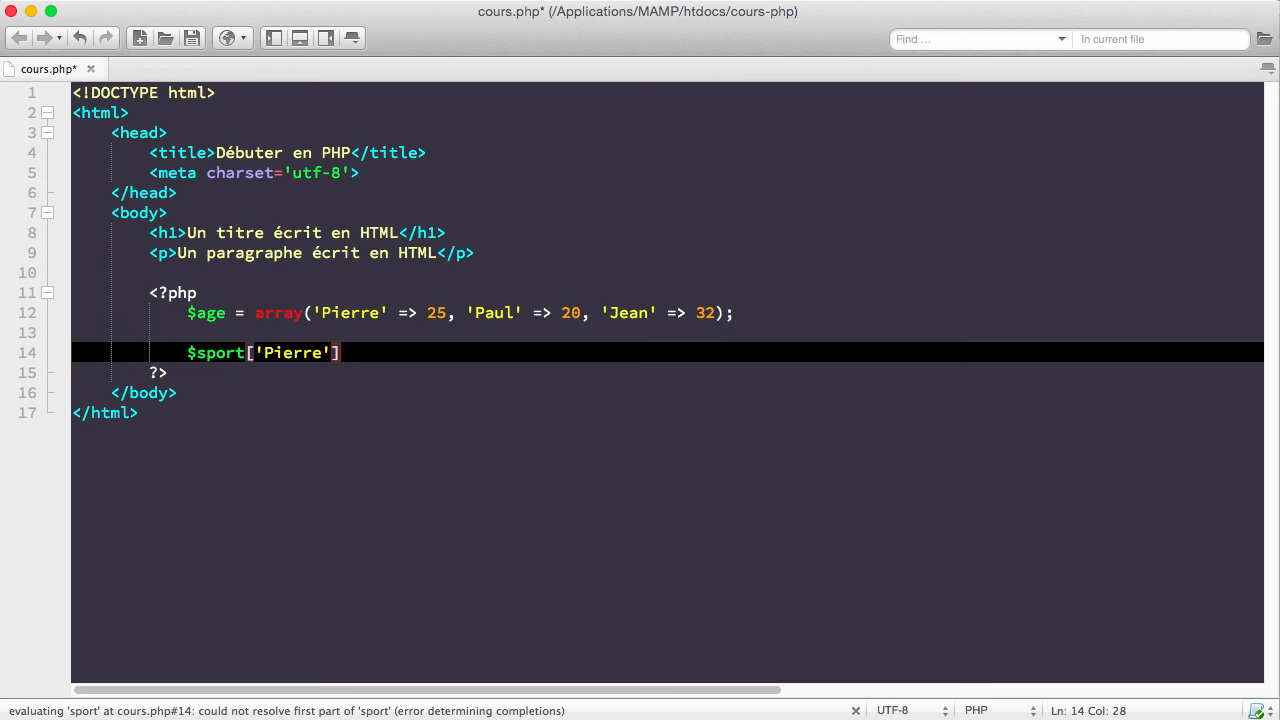 cours.php* (/Applications/MAMP/htdocs/cours-php)
Find ... In current file
cours.php*
1 <!DOCTYPE html>
2 <html>
3 <head>
4 <title>Débuter en PHP</title>
5 <meta charset='utf-8'>
6 </head>
7 <body>
8 <h1>Un titre écrit en HTML</h1>
9 <p>Un paragraphe écrit en HTML</p>
10
11 <?php
12 $age = array('Pierre' => 25, 'Paul' => 20, 'Jean' => 32);
13
14 $sport['Pierre']
15 ?>
16 </body>
17 </html>
evaluating 'sport' at cours.php#14: could not resolve first part of 'sport' (error determining completions) UTF-8 PHP Ln: 14 Col: 28